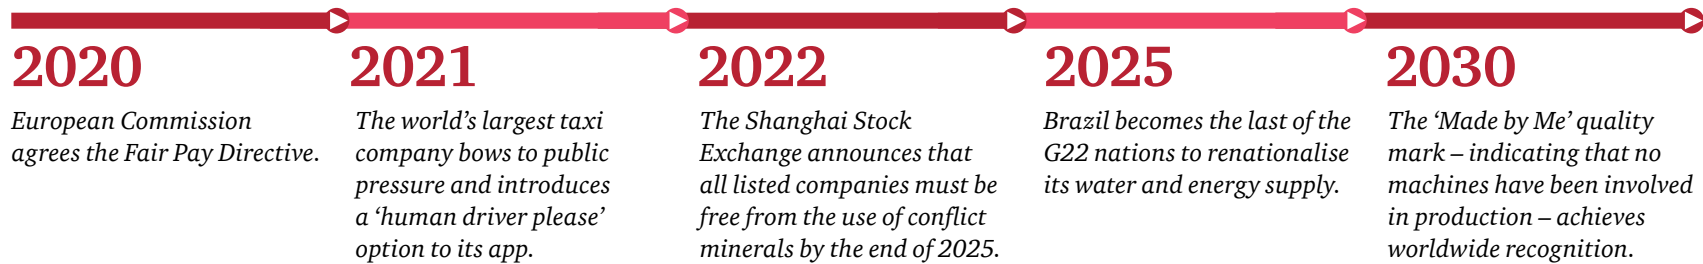 2020
European Commission
agrees the Fair Pay Directive.
2021
The world's largest taxi
company bows to public
pressure and introduces
a ‘human driver please’
option to its app.
2022
The Shanghai Stock
Exchange announces that
all listed companies must be
free from the use of conflict
minerals by the end of 2025.
2025
Brazil becomes the last of the
G22 nations to renationalise
its water and energy supply.
2030
The ‘Made by Me’ quality
mark – indicating that no
machines have been involved
in production – achieves
worldwide recognition.